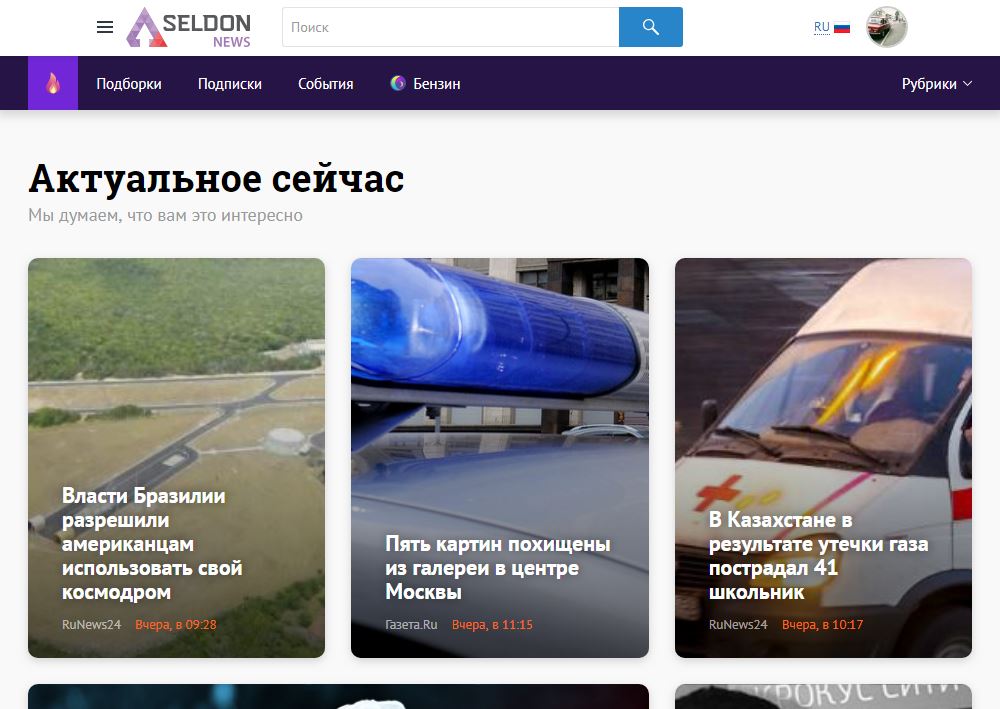 SELDON
NEWS
Поиск
RU
Подборки
Подписки
События
Бензин
Рубрики
Актуальное сейчас
Мы думаем, что вам это интересно
Власти Бразилии
разрешили
американцам
использовать свой
космодром
RuNews24 Вчера, в 09:28
Пять картин похищены
из галереи в центре
Москвы
Газета.Ru Вчера, в 11:15
В Казахстане в
результате утечки газа
пострадал 41
школьник
RuNews24 Вчера, в 10:17
КРОКУС СИТИ